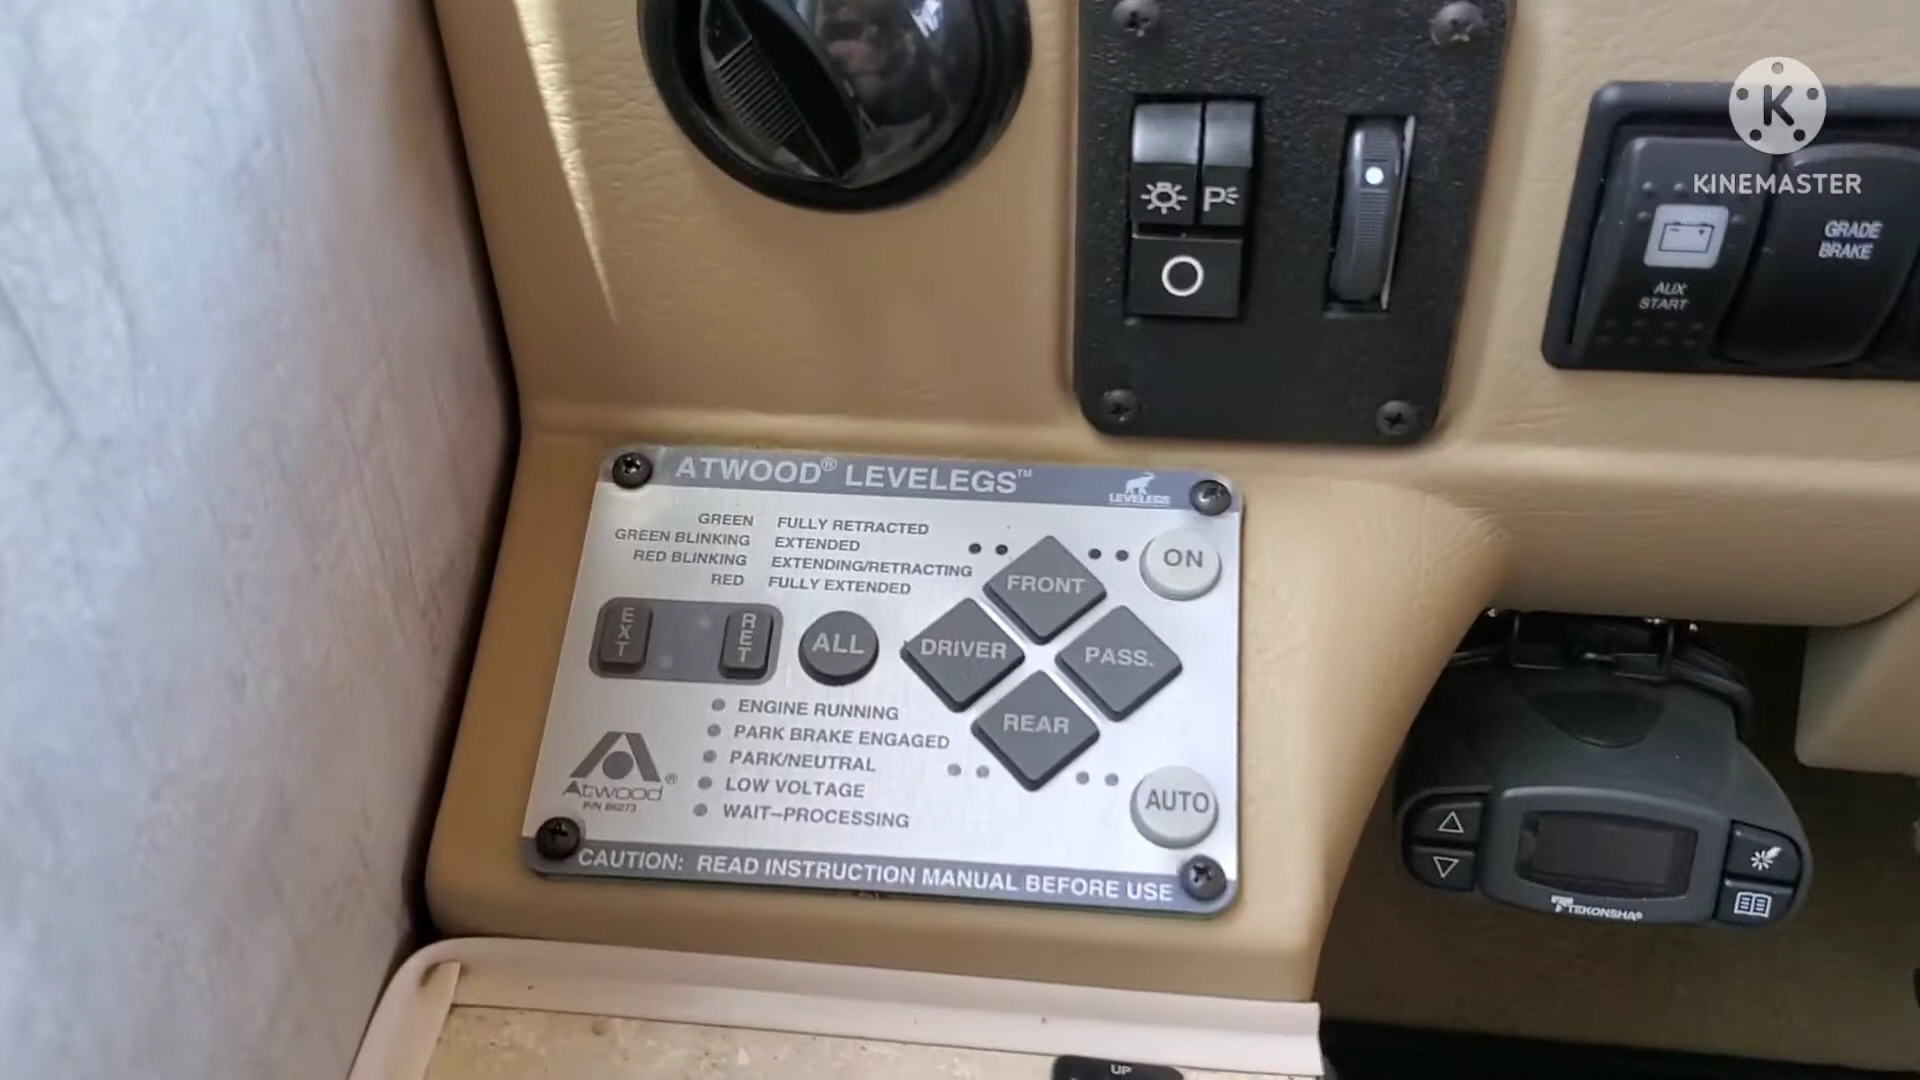 KINEMASTER
P
AUX
START
GRADE
BRAKE
ATWOOD® LEVELEGS™
LEVELEGS
GREEN FULLY RETRACTED
GREEN BLINKING EXTENDED
RED BLINKING EXTENDING/RETRACTING
RED FULLY EXTENDED
ON
FRONT
EXT
RET
ALL
DRIVER
PASS.
REAR
ENGINE RUNNING
PARK BRAKE ENGAGED
PARK/NEUTRAL
LOW VOLTAGE
WAIT-PROCESSING
Atwood®
P/N 66273
AUTO
CAUTION: READ INSTRUCTION MANUAL BEFORE USE
TEKONSHA®
UP